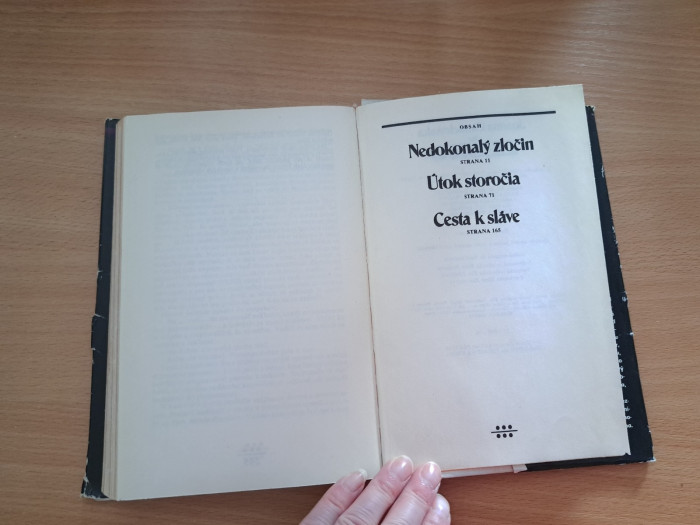 OBSAH
Nedokonalý zločin
STRANA 11
Útok storočia
STRANA 71
Cesta k sláve
STRANA 165